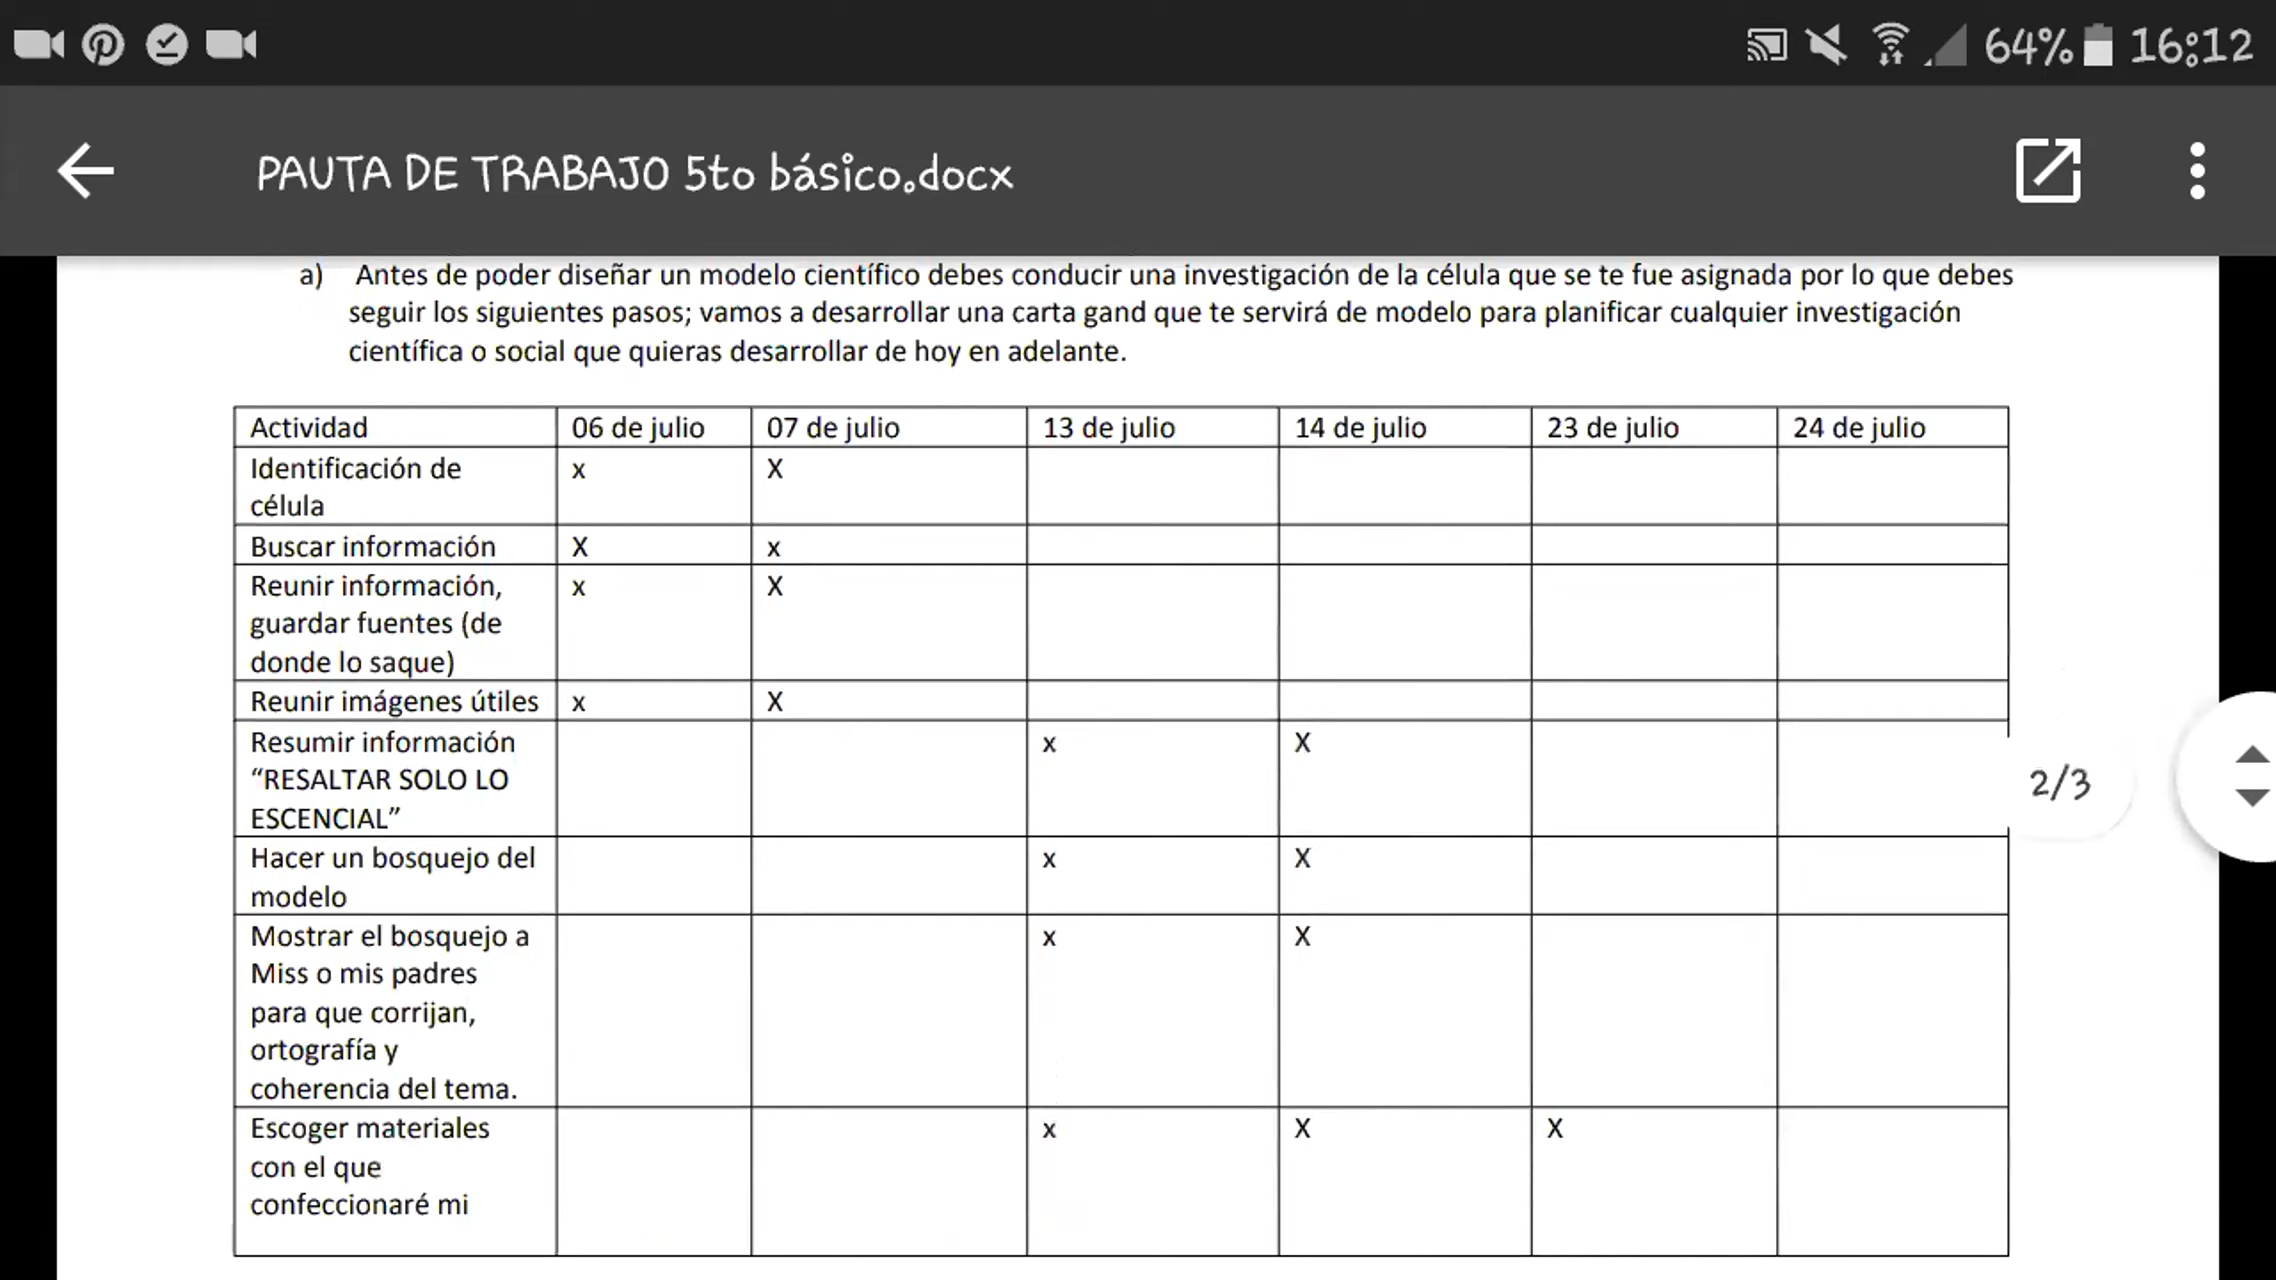 64% 16:12
PAUTA DE TRABAJO 5to básico.docx
a) Antes de poder diseñar un modelo científico debes conducir una investigación de la célula que se te fue asignada por lo que debes
seguir los siguientes pasos; vamos a desarrollar una carta gand que te servirá de modelo para planificar cualquier investigación
científica o social que quieras desarrollar de hoy en adelante.
Actividad 06 de julio 07 de julio 13 de julio 14 de julio 23 de julio 24 de julio
Identificación de x X
célula
Buscar información X x
Reunir información, x X
guardar fuentes (de
donde lo saque)
Reunir imágenes útiles x X
Resumir información x X
“RESALTAR SOLO LO
ESCENCIAL”
2/3
Hacer un bosquejo del x X
modelo
Mostrar el bosquejo a x X
Miss o mis padres
para que corrijan,
ortografía y
coherencia del tema.
Escoger materiales x X X
con el que
confeccionaré mi